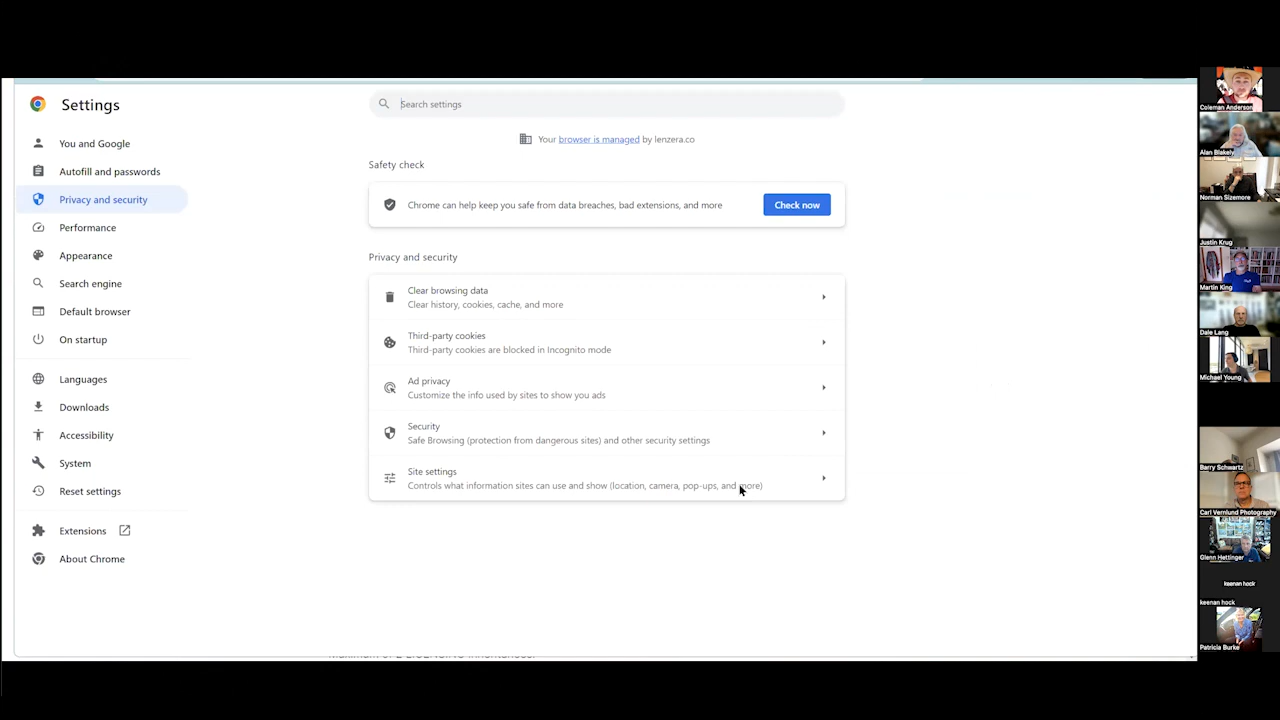 Settings
Search settings
You and Google
Autofill and passwords
Privacy and security
Performance
Appearance
Search engine
Default browser
On startup
Languages
Downloads
Accessibility
System
Reset settings
Extensions
About Chrome
Your browser is managed by lenzera.co
Safety check
Chrome can help keep you safe from data breaches, bad extensions, and more
Check now
Privacy and security
Clear browsing data
Clear history, cookies, cache, and more
Third-party cookies
Third-party cookies are blocked in Incognito mode
Ad privacy
Customize the info used by sites to show you ads
Security
Safe Browsing (protection from dangerous sites) and other security settings
Site settings
Controls what information sites can use and show (location, camera, pop-ups, and more)
Coleman Anderson
Alan Blakely
Norman Sizemore
Justin Krug
Martin King
Dale Lang
Michael Young
Barry Schwartz
Carl Vernlund Photography
Glenn Hettinger
keenan hock
keenan hock
Patricia Burke